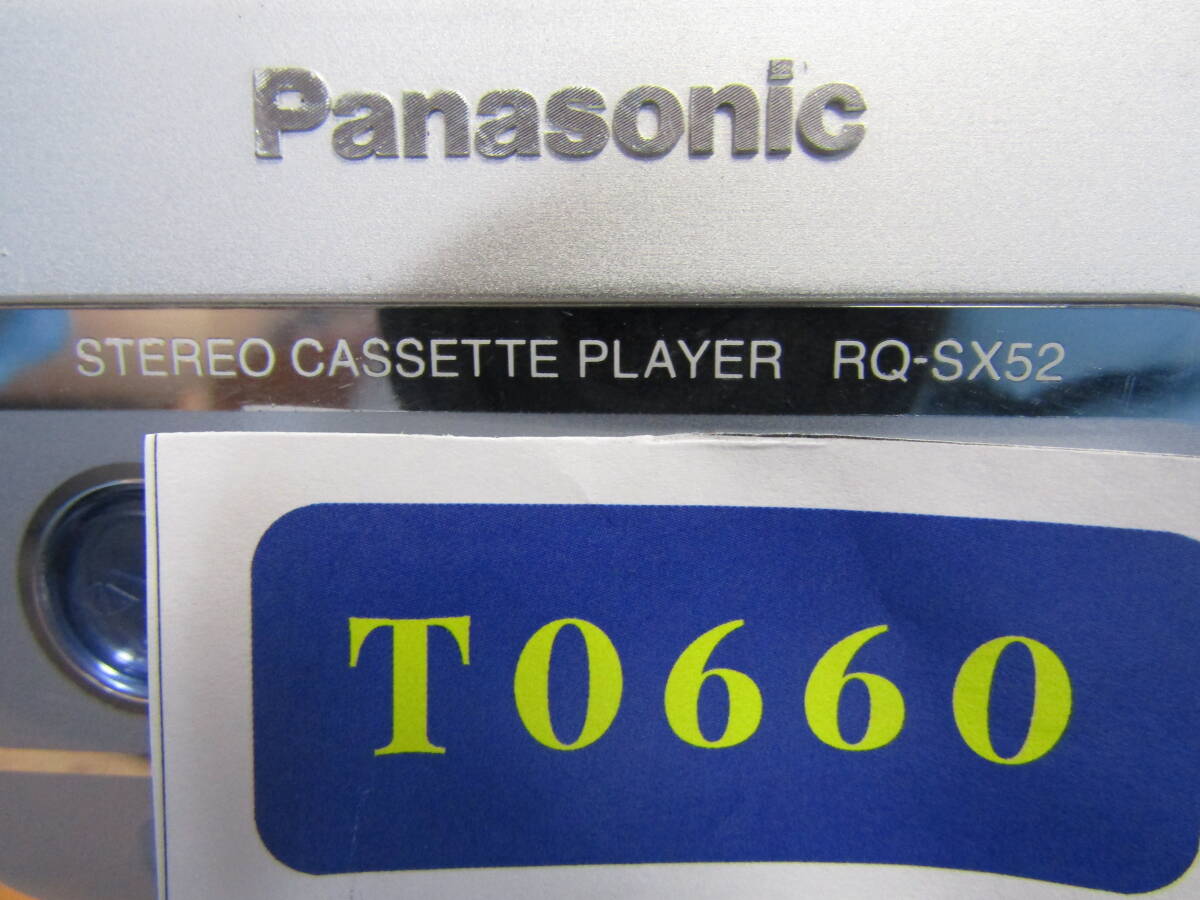 Panasonic
STEREO CASSETTE PLAYER RQ-SX52
T0660